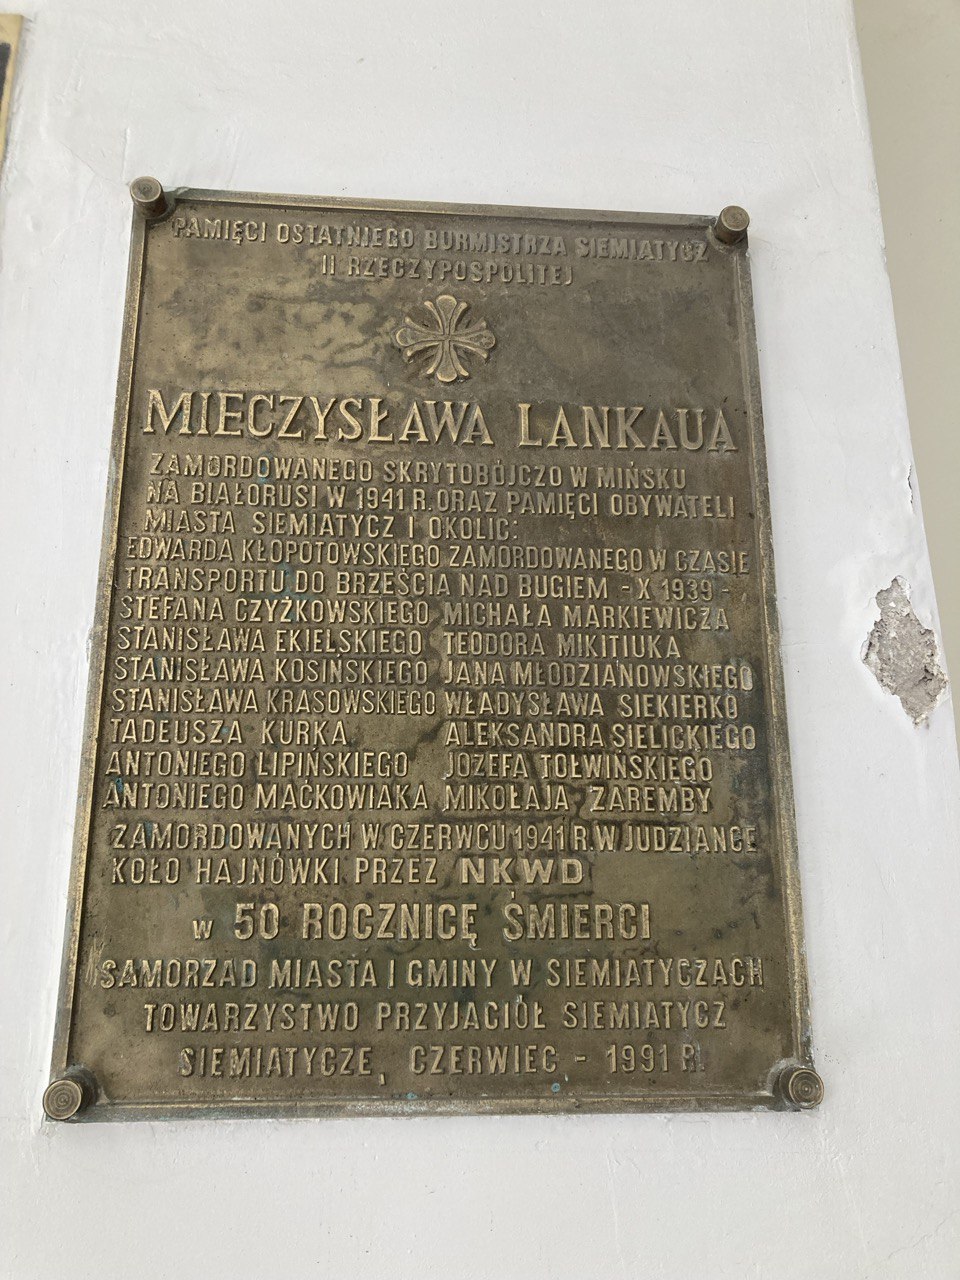 PAMIĘCI OSTATNIEGO BURMISTRZA SIEMIATYCZ
II RZECZYPOSPOLITEJ
MIECZYSŁAWA LANKAUA
ZAMORDOWANEGO SKRYTOBÓJCZO W MIŃSKU
NA BIAŁORUSI W 1941 R. ORAZ PAMIĘCI OBYWATELI
MIASTA SIEMIATYCZ I OKOLIC:
EDWARDA KŁOPOTOWSKIEGO ZAMORDOWANEGO W CZASIE
TRANSPORTU DO BRZEŚCIA NAD BUGIEM - X 1939 -
STEFANA CZYŻKOWSKIEGO MICHAŁA MARKIEWICZA
STANISŁAWA EKIELSKIEGO TEODORA MIKITIUKA
STANISŁAWA KOSIŃSKIEGO JANA MŁODZIANOWSKIEGO
STANISŁAWA KRASOWSKIEGO WŁADYSŁAWA SIEKIERKO
TADEUSZA KURKA ALEKSANDRA SIELICKIEGO
ANTONIEGO LIPIŃSKIEGO JÓZEFA TOŁWIŃSKIEGO
ANTONIEGO MAĆKOWIAKA MIKOŁAJA ZAREMBY
ZAMORDOWANYCH W CZERWCU 1941 R. W JUDZIANCE
KOŁO HAJNÓWKI PRZEZ NKWD
w 50 ROCZNICĘ ŚMIERCI
SAMORZĄD MIASTA I GMINY W SIEMIATYCZACH
TOWARZYSTWO PRZYJACIÓŁ SIEMIATYCZ
SIEMIATYCZE, CZERWIEC - 1991 R.